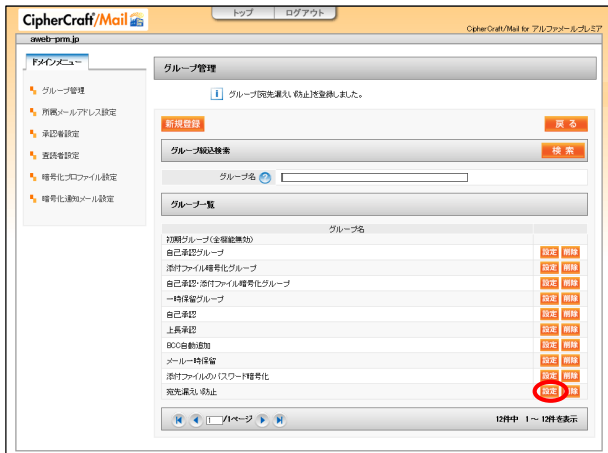 CipherCraft/Mail
トップ ログアウト
CipherCraft/Mail for アルファメールプレミア
aweb-prm.jp
ドメインメニュー
グループ管理
所属メールアドレス設定
承認者設定
査読者設定
暗号化プロファイル設定
暗号化通知メール設定
グループ管理
i グループ[宛先漏えい防止]を登録しました。
新規登録 戻る
グループ絞込検索 検索
グループ名 ?
グループ一覧
グループ名
初期グループ(全機能無効)
自己承認グループ 設定 削除
添付ファイル暗号化グループ 設定 削除
自己承認・添付ファイル暗号化グループ 設定 削除
一時保留グループ 設定 削除
自己承認 設定 削除
上長承認 設定 削除
BCC自動追加 設定 削除
メール一時保留 設定 削除
添付ファイルのパスワード暗号化 設定 削除
宛先漏えい防止 設定 削除
1 /1ページ 12件中 1～ 12件を表示